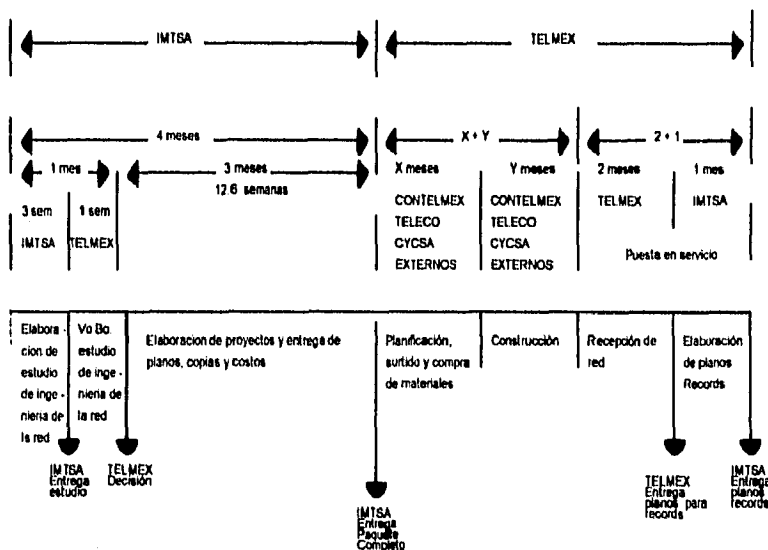 IMTSA TELMEX
4 meses X + Y 2 + 1
1 mes 3 meses X meses Y meses 2 meses 1 mes
12.6 semanas
3 sem 1 sem CONTELMEX CONTELMEX TELMEX IMTSA
TELECO TELECO
IMTSA TELMEX CYCSA CYCSA Puesta en servicio
EXTERNOS EXTERNOS
Elabora -
cion de
estudio
de inge -
nieria de
la red
Vo Bo.
estudio
de inge -
nieria de
la red
Elaboracion de proyectos y entrega de
planos, copias y costos
Planificación,
surtido y compra
de materiales
Construcción
Recepción de
red
Elaboración
de planos
Records
IMTSA
Entrega
estudio
TELMEX
Decisión
IMTSA
Entrega
Paquete
Completo
TELMEX
Entrega
planos para
records
IMTSA
Entrega
planos
records